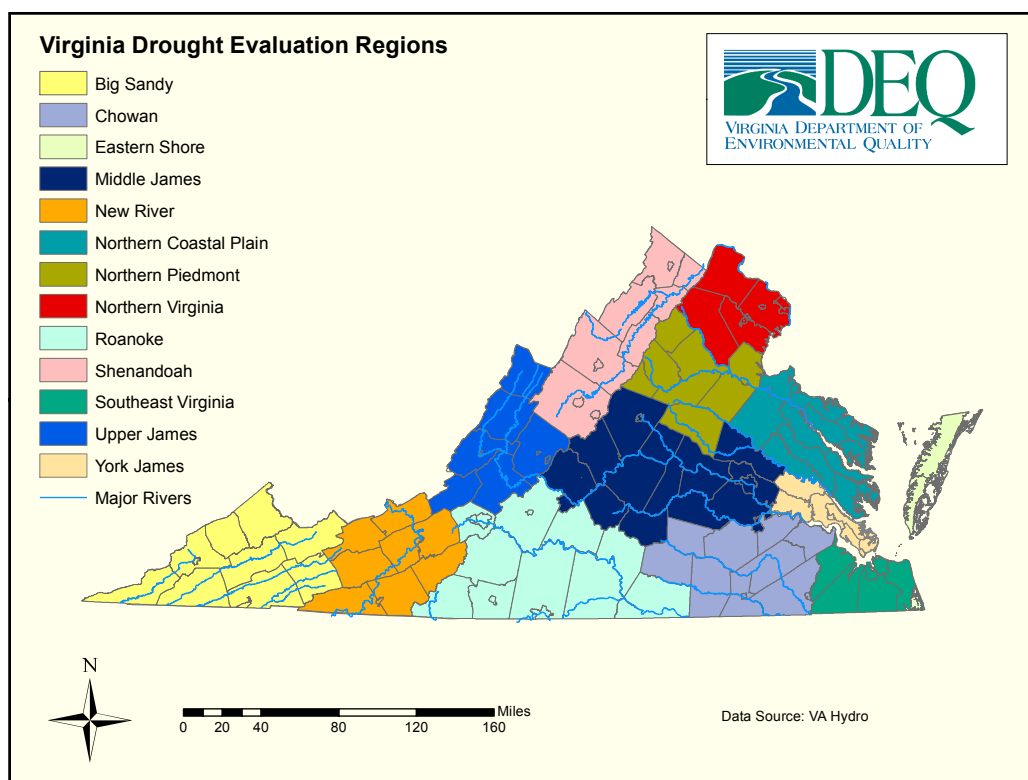 Virginia Drought Evaluation Regions
Big Sandy
Chowan
Eastern Shore
Middle James
New River
Northern Coastal Plain
Northern Piedmont
Northern Virginia
Roanoke
Shenandoah
Southeast Virginia
Upper James
York James
Major Rivers
DEQ
VIRGINIA DEPARTMENT OF
ENVIRONMENTAL QUALITY
N
Miles
0 20 40 80 120 160
Data Source: VA Hydro